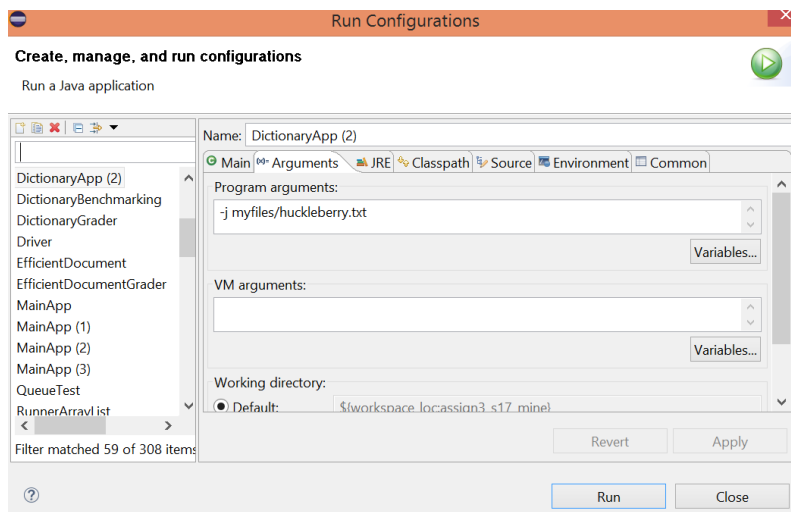 Run Configurations
Create, manage, and run configurations
Run a Java application
Name: DictionaryApp (2)
Main Arguments JRE Classpath Source Environment Common
DictionaryApp (2)
DictionaryBenchmarking
DictionaryGrader
Driver
EfficientDocument
EfficientDocumentGrader
MainApp
MainApp (1)
MainApp (2)
MainApp (3)
QueueTest
RunnerArrayList
Filter matched 59 of 308 items
Program arguments:
-j myfiles/huckleberry.txt
Variables...
VM arguments:
Variables...
Working directory:
Default: ${workspace_loc:assign3_s17_mine}
Revert Apply
Run Close